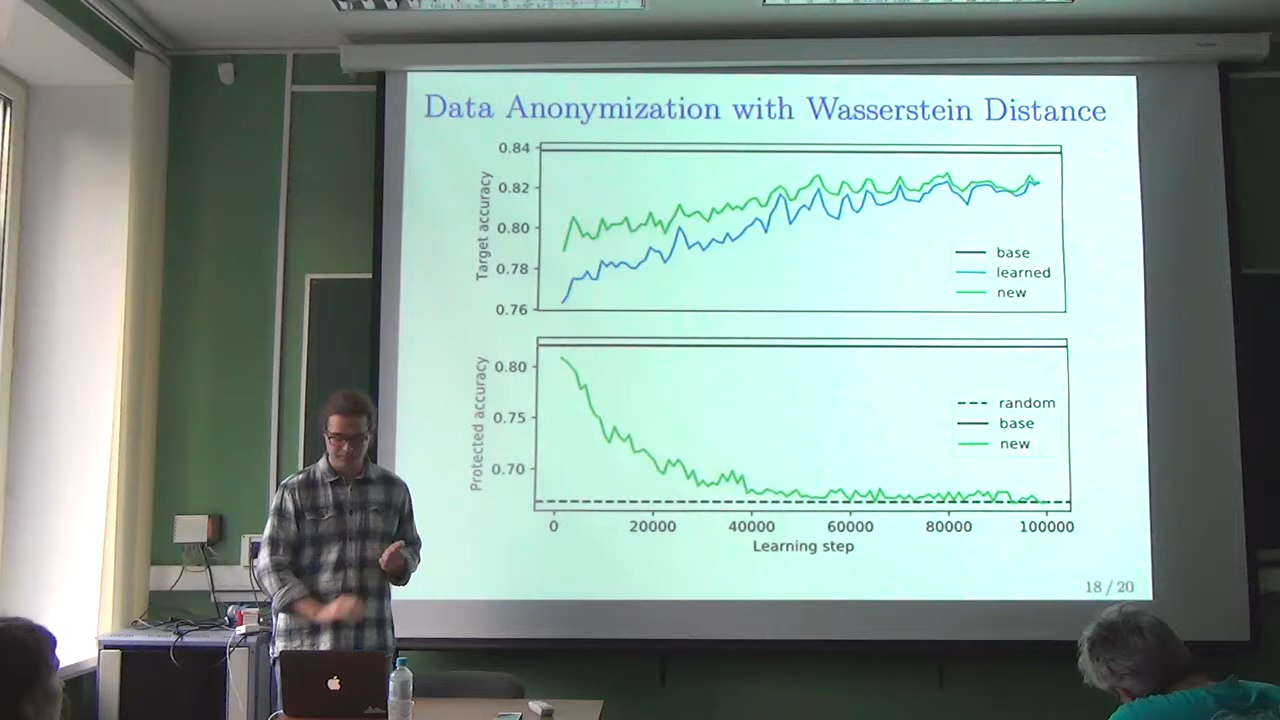 Data Anonymization with Wasserstein Distance
0.84
0.82
0.80
0.78
0.76
Target accuracy
base
learned
new
0.80
0.75
0.70
Protected accuracy
random
base
new
0 20000 40000 60000 80000 100000
Learning step
18 / 20